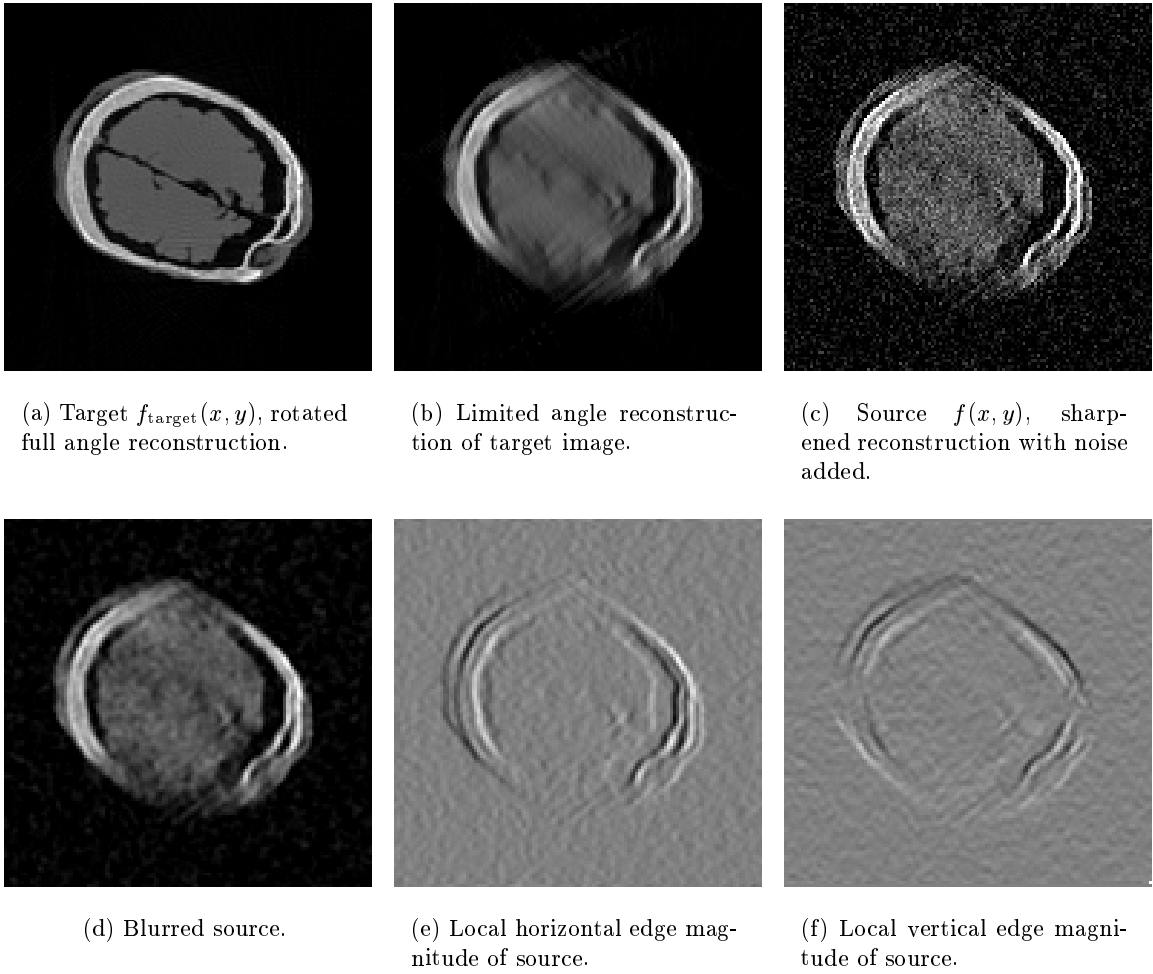 (a) Target f_target(x, y), rotated
full angle reconstruction.
(b) Limited angle reconstruc-
tion of target image.
(c) Source f(x, y), sharp-
ened reconstruction with noise
added.
(d) Blurred source.
(e) Local horizontal edge mag-
nitude of source.
(f) Local vertical edge magni-
tude of source.